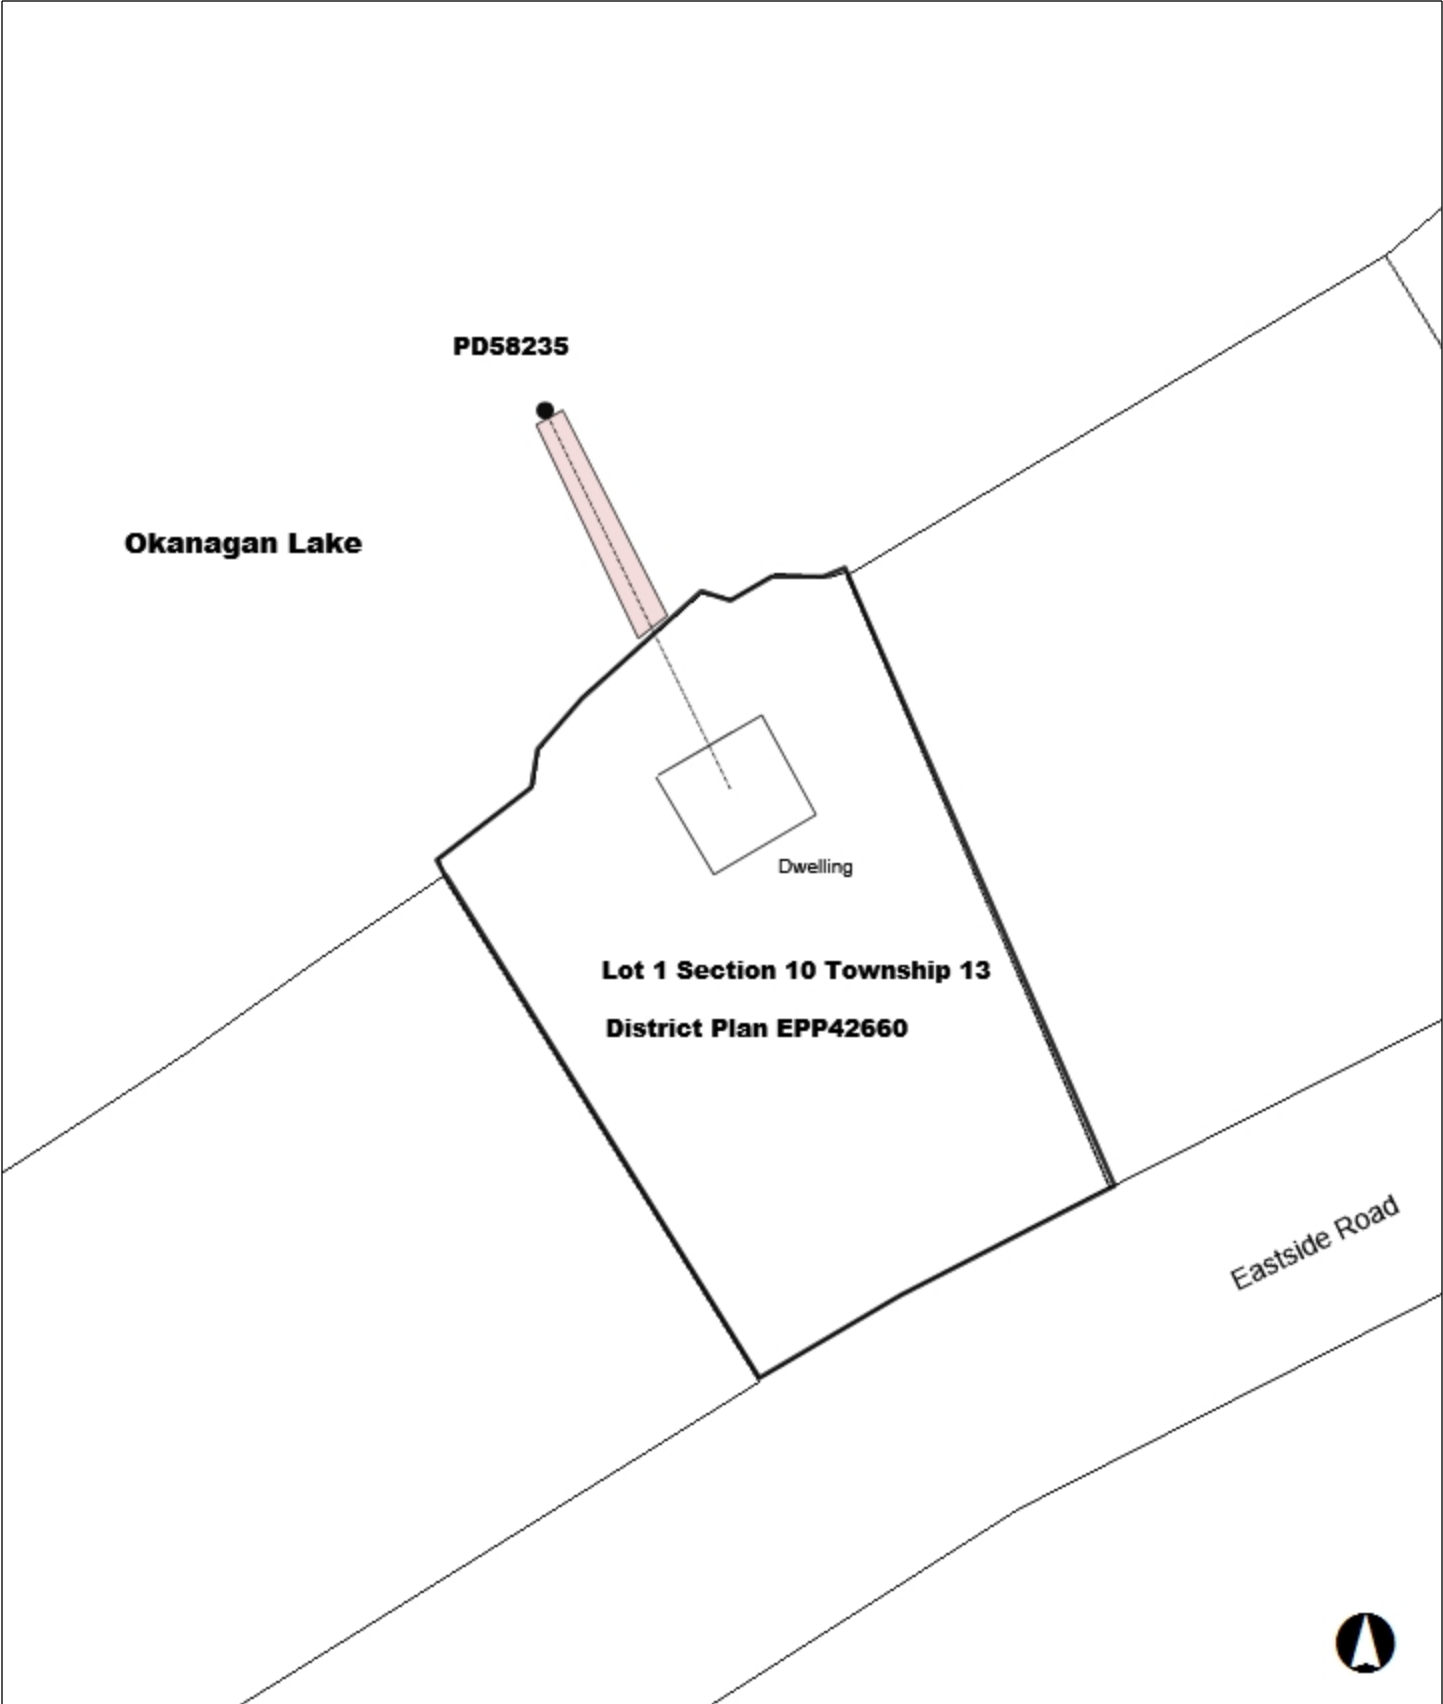 PD58235
Okanagan Lake
Dwelling
Lot 1 Section 10 Township 13
District Plan EPP42660
Eastside Road